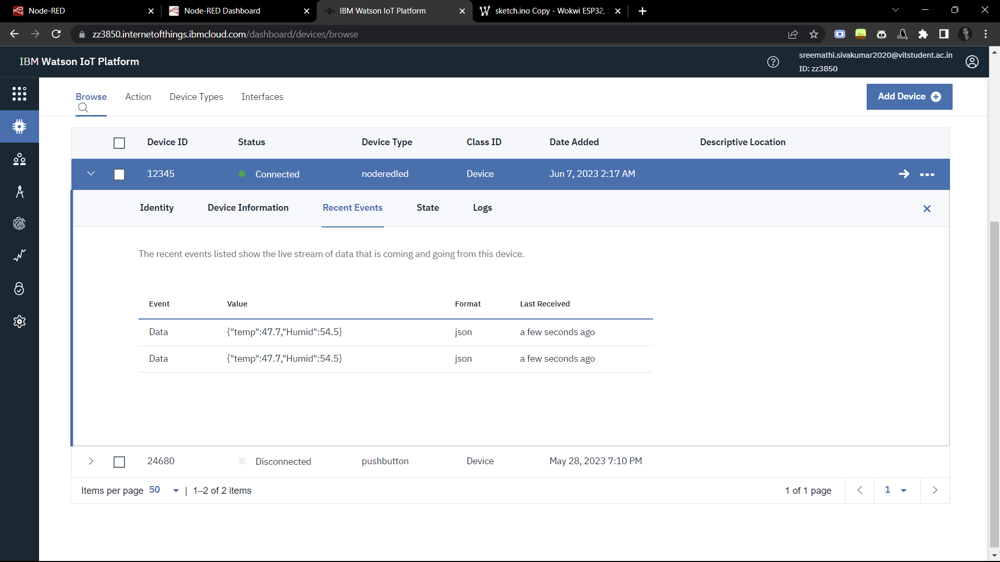 Node-RED
Node-RED Dashboard
IBM Watson IoT Platform
sketch.ino Copy - Wokwi ESP32,
zz3850.internetofthings.ibmcloud.com/dashboard/devices/browse
IBM Watson IoT Platform
sreemathi.sivakumar2020@vitstudent.ac.in
ID: zz3850
Browse Action Device Types Interfaces
Add Device
Device ID Status Device Type Class ID Date Added Descriptive Location
12345 Connected noderedled Device Jun 7, 2023 2:17 AM
Identity Device Information Recent Events State Logs
The recent events listed show the live stream of data that is coming and going from this device.
Event Value Format Last Received
Data {"temp":47.7,"Humid":54.5} json a few seconds ago
Data {"temp":47.7,"Humid":54.5} json a few seconds ago
24680 Disconnected pushbutton Device May 28, 2023 7:10 PM
Items per page 50 | 1–2 of 2 items 1 of 1 page 1